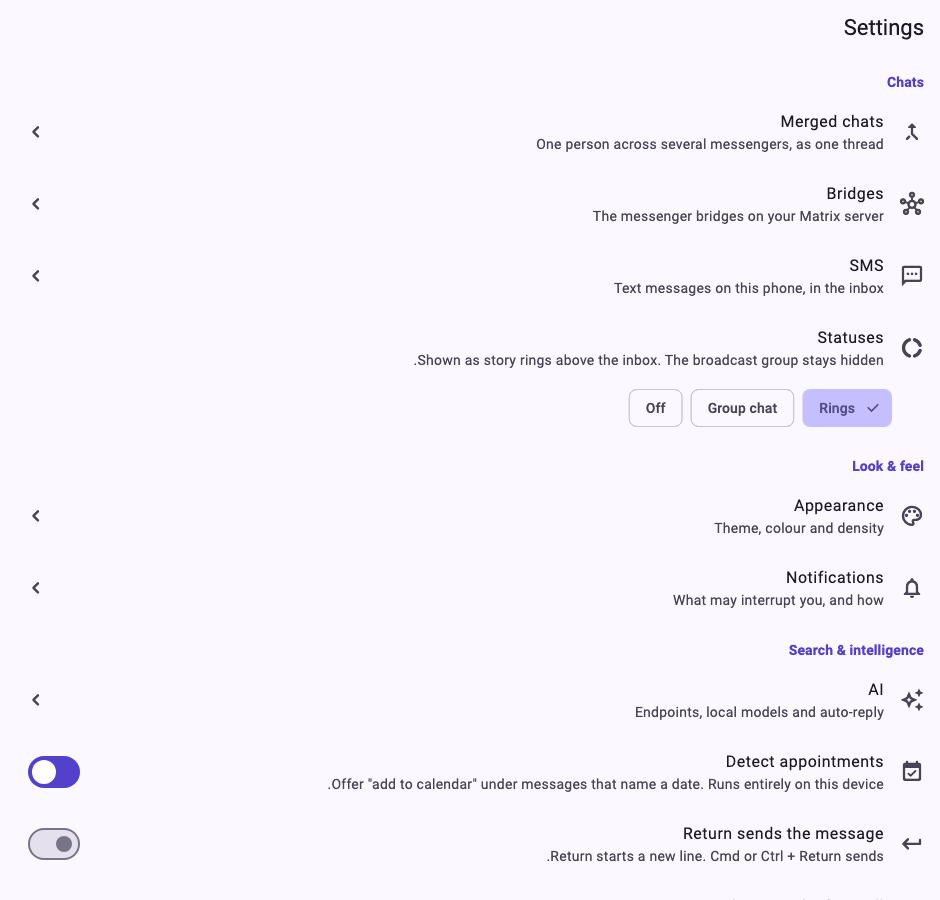 Settings
Chats
Merged chats
One person across several messengers, as one thread
Bridges
The messenger bridges on your Matrix server
SMS
Text messages on this phone, in the inbox
Statuses
.Shown as story rings above the inbox. The broadcast group stays hidden
Rings
Group chat
Off
Look & feel
Appearance
Theme, colour and density
Notifications
What may interrupt you, and how
Search & intelligence
AI
Endpoints, local models and auto-reply
Detect appointments
.Offer "add to calendar" under messages that name a date. Runs entirely on this device
Return sends the message
.Return starts a new line. Cmd or Ctrl + Return sends